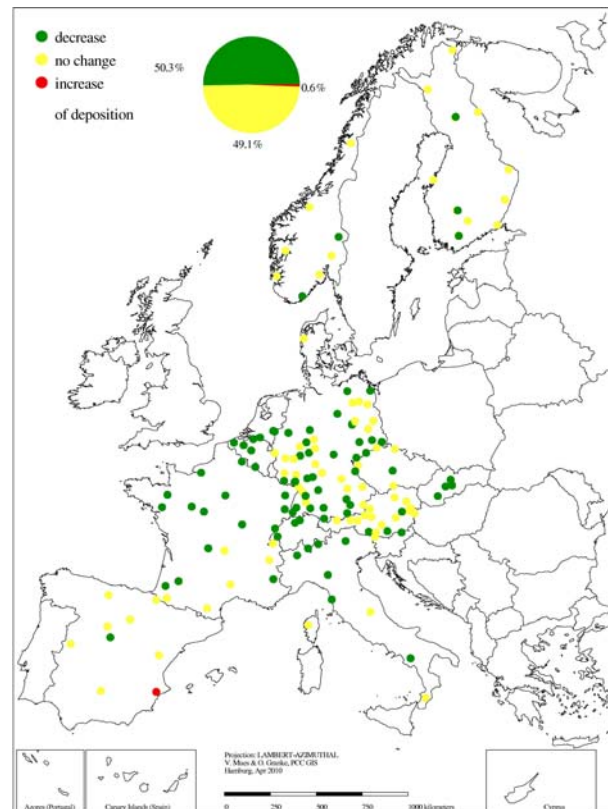 decrease
no change
increase
of deposition
50.3%
0.6%
49.1%
Projection: LAMBERT-AZIMUTHAL
V. Mues & O. Granke, PCC GIS
Hamburg, Apr 2010
Azores (Portugal)
Canary Islands (Spain)
0 250 500 750 1000 kilometers
Cyprus